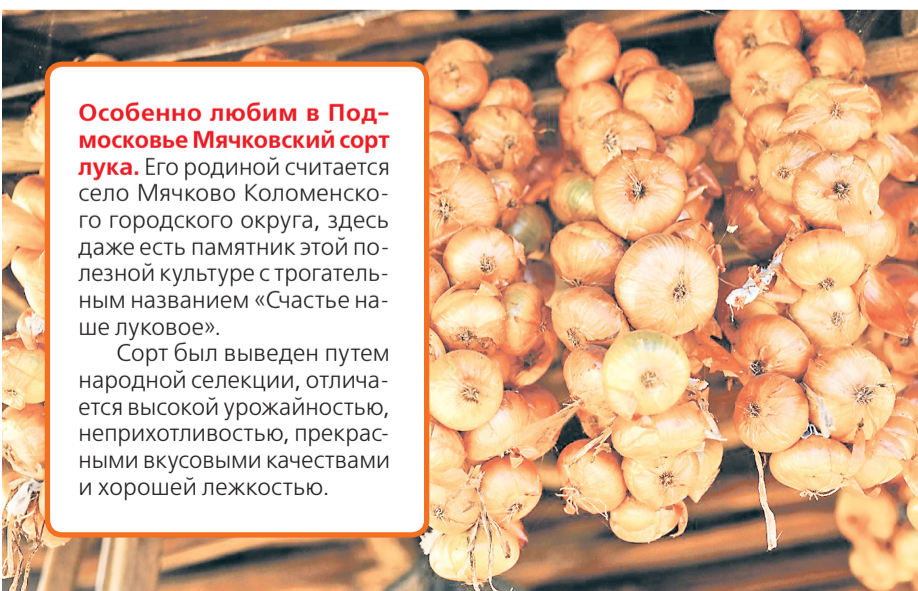 Особенно любим в Под-
московье Мячковский сорт
лука. Его родиной считается
село Мячково Коломенско-
го городского округа, здесь
даже есть памятник этой по-
лезной культуре с трогатель-
ным названием «Счастье на-
ше луковое».
Сорт был выведен путем
народной селекции, отлича-
ется высокой урожайностью,
неприхотливостью, прекрас-
ными вкусовыми качествами
и хорошей лежкостью.